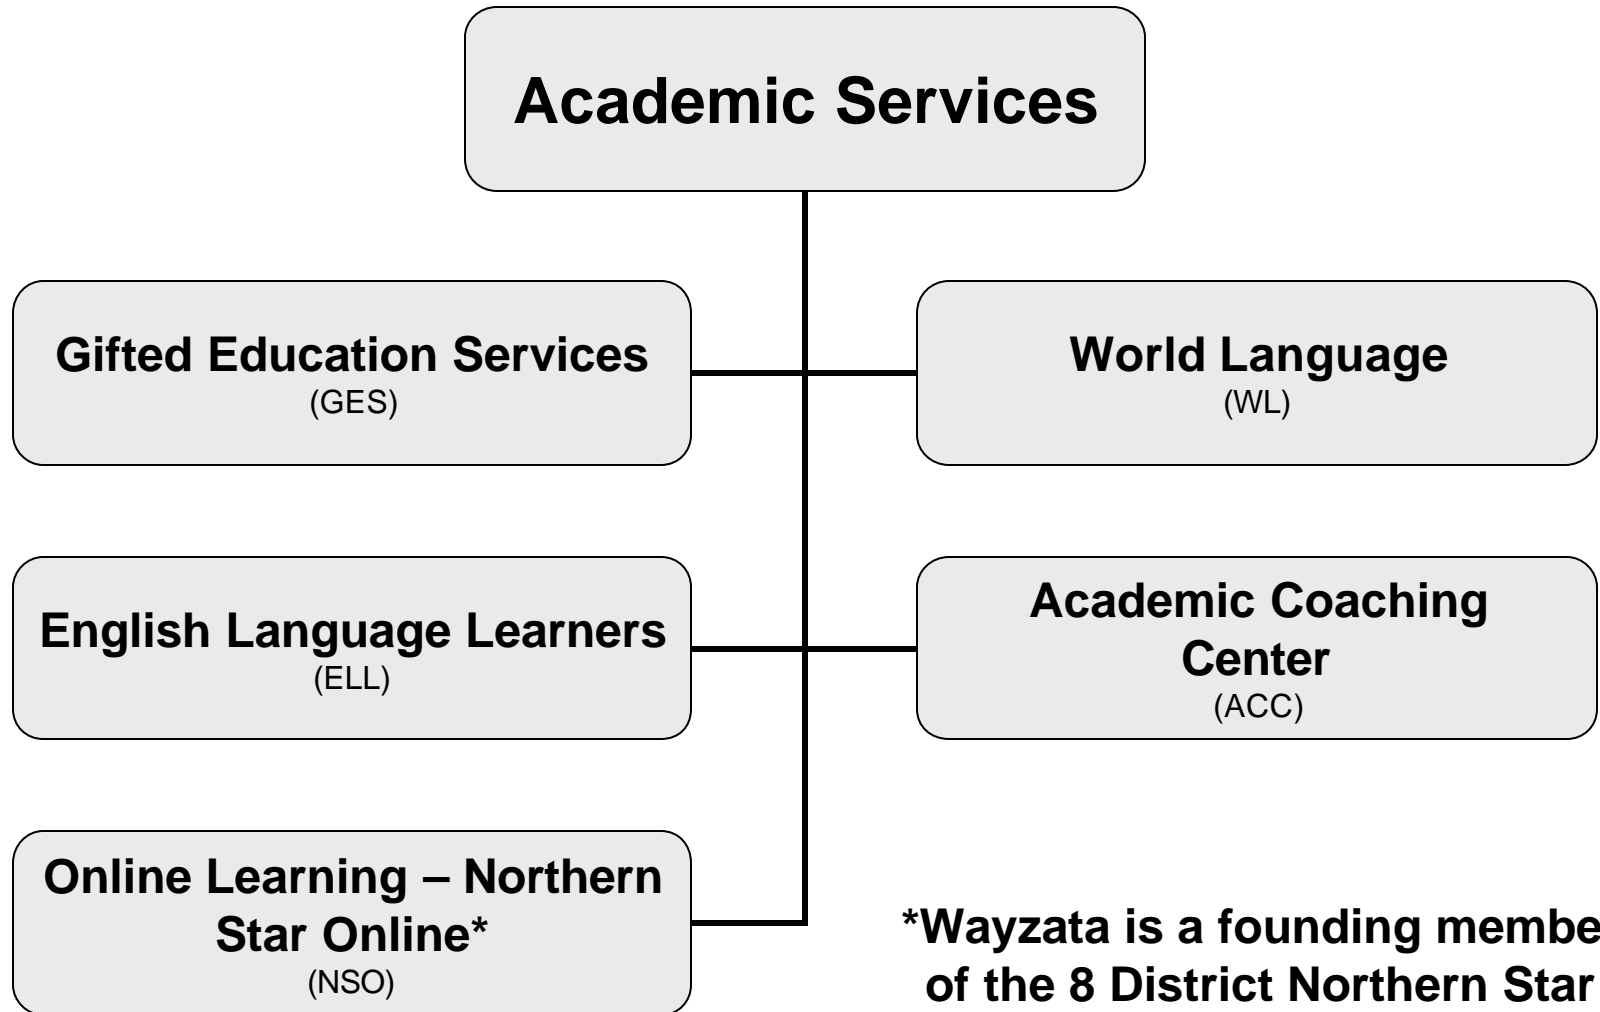 Academic Services
Gifted Education Services
(GES)
World Language
(WL)
English Language Learners
(ELL)
Academic Coaching
Center
(ACC)
Online Learning – Northern
Star Online*
(NSO)
*Wayzata is a founding membe
of the 8 District Northern Star